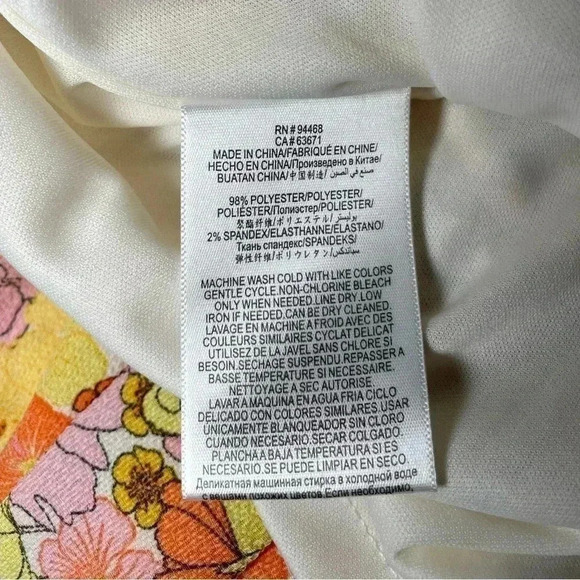 RN # 94468
CA # 63671
MADE IN CHINA/FABRIQUÉ EN CHINE/
HECHO EN CHINA/Произведено в Китае/
BUATAN CHINA/中国制造/صنع في الصين
98% POLYESTER/POLYESTER/
POLIÉSTER/Полиэстер/POLIESTER/
聚酯纤维/ポリエステル/بوليستر
2% SPANDEX/ELASTHANNE/ELASTANO/
Ткань спандекс/SPANDEKS/
弹性纤维/ポリウレタン/سباندكس
MACHINE WASH COLD WITH LIKE COLORS
GENTLE CYCLE.NON-CHLORINE BLEACH
ONLY WHEN NEEDED.LINE DRY.LOW
IRON IF NEEDED.CAN BE DRY CLEANED.
LAVAGE EN MACHINE A FROID AVEC DES
COULEURS SIMILAIRES CYCLAT DELICAT
UTILISEZ DE LA JAVEL SANS CHLORE SI
BESOIN.SECHAGE SUSPENDU.REPASSER A
BASSE TEMPERATURE SI NECESSAIRE.
NETTOYAGE A SEC AUTORISE.
LAVAR A MAQUINA EN AGUA FRIA CICLO
DELICADO CON COLORES SIMILARES.USAR
ÚNICAMENTE BLANQUEADOR SIN CLORO
CUANDO NECESARIO.SECAR COLGADO.
PLANCHA A BAJA TEMPERATURA SI ES
NECESARIO.SE PUEDE LIMPIAR EN SECO.
Деликатная машинная стирка в холодной воде
с вещами похожих цветов.Если необходимо,